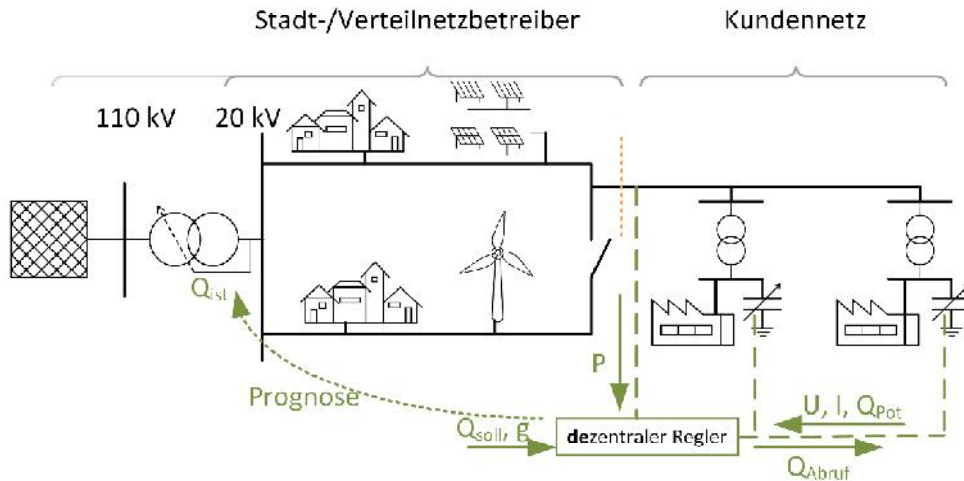 Stadt-/Verteilnetzbetreiber
Kundennetz
110 kV
20 kV
Qist
P
Prognose
Qsoll, g
dezentraler Regler
U, I, QPot
QAbruf